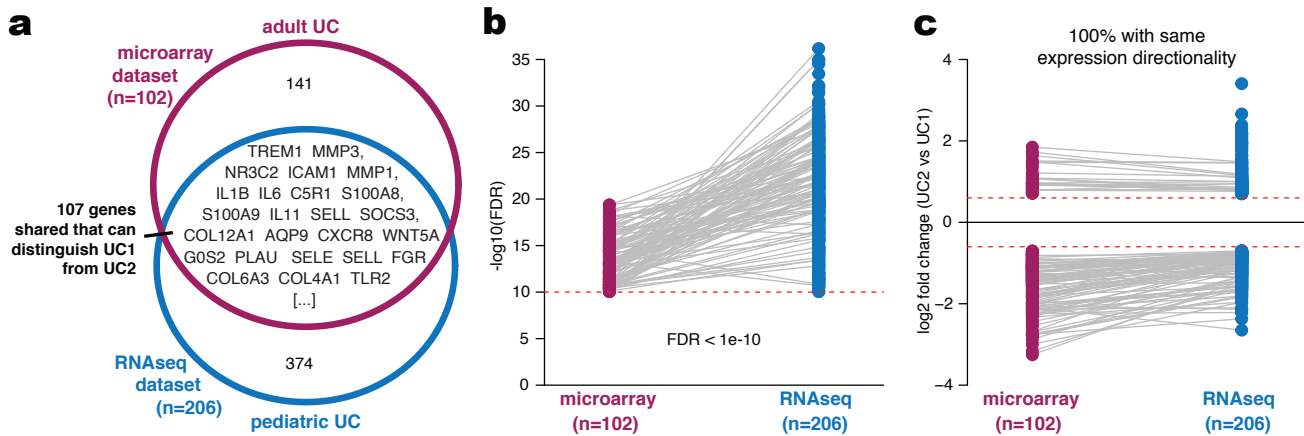 a
adult UC
microarray
dataset
(n=102)
141
TREM1 MMP3,
NR3C2 ICAM1 MMP1,
IL1B IL6 C5R1 S100A8,
S100A9 IL11 SELL SOCS3,
COL12A1 AQP9 CXCR8 WNT5A
G0S2 PLAU SELE SELL FGR
COL6A3 COL4A1 TLR2
[...]
107 genes
shared that can
distinguish UC1
from UC2
374
RNAseq
dataset
(n=206)
pediatric UC
b
-log10(FDR)
35
30
25
20
15
10
5
0
FDR < 1e-10
microarray
(n=102)
RNAseq
(n=206)
c
100% with same
expression directionality
log2 fold change (UC2 vs UC1)
4
2
0
−2
−4
microarray
(n=102)
RNAseq
(n=206)